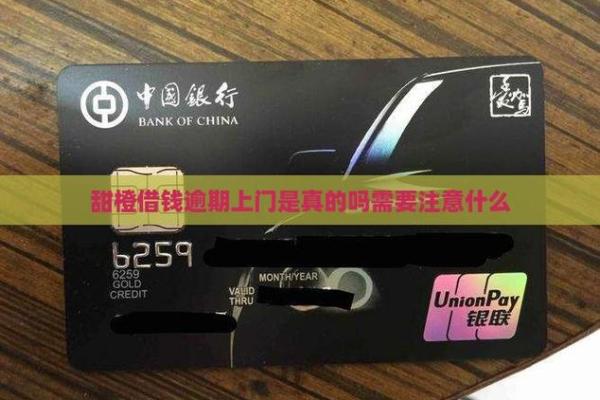 中国银行
BANK OF CHINA
甜橙借钱逾期上门是真的吗需要注意什么
6259
6259
GOLD
CREDIT
MONTH/YEAR
VALID
THRU
UnionPay
银联